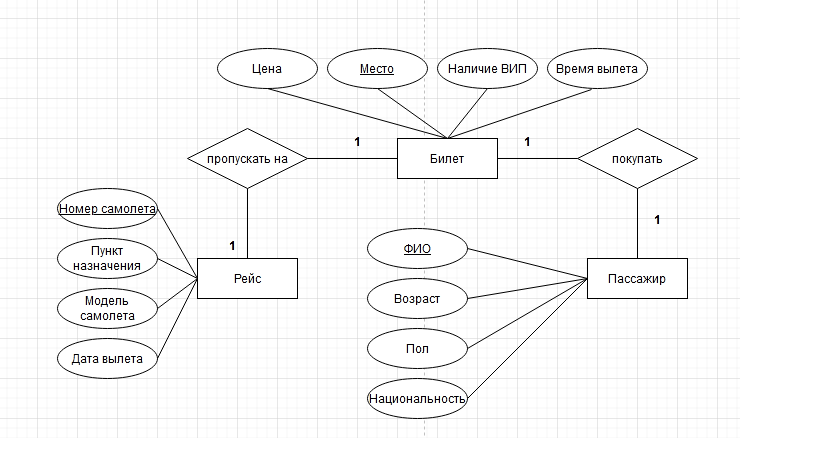 Цена
Место
Наличие ВИП
Время вылета
1
1
пропускать на
Билет
покупать
Номер самолета
1
1
ФИО
Пункт
назначения
Рейс
Пассажир
Возраст
Модель
самолета
Пол
Дата вылета
Национальность